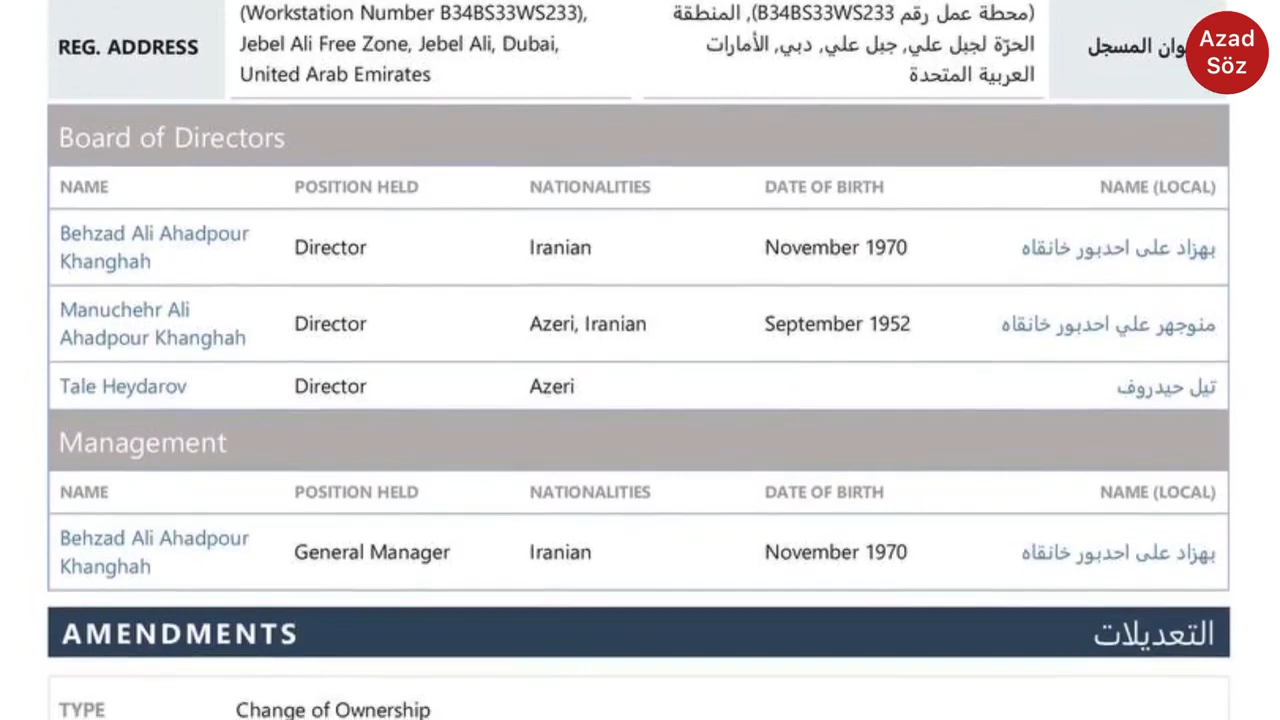 (Workstation Number B34BS33WS233),
Jebel Ali Free Zone, Jebel Ali, Dubai,
United Arab Emirates
REG. ADDRESS
(محطة عمل رقم B34BS33WS233), المنطقة
الحرّة لجبل علي, جبل علي, دبي, الأمارات
العربية المتحدة
المسجل
Azad
Söz
Board of Directors
NAME POSITION HELD NATIONALITIES DATE OF BIRTH NAME (LOCAL)
Behzad Ali Ahadpour
Khanghah
Director Iranian November 1970 بهزاد على احدبور خانقاه
Manuchehr Ali
Ahadpour Khanghah
Director Azeri, Iranian September 1952 منوجهر علي احدبور خانقاه
Tale Heydarov Director Azeri تيل حيدروف
Management
NAME POSITION HELD NATIONALITIES DATE OF BIRTH NAME (LOCAL)
Behzad Ali Ahadpour
Khanghah
General Manager Iranian November 1970 بهزاد على احدبور خانقاه
AMENDMENTS التعديلات
TYPE Change of Ownership